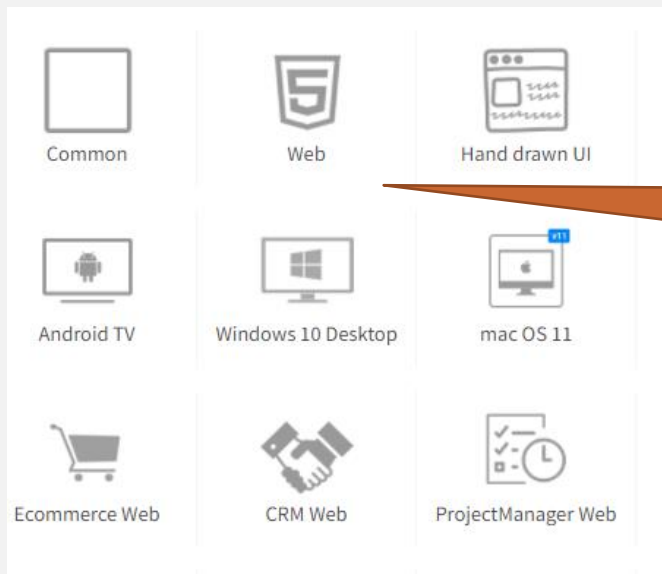 Common
Web
Hand drawn UI
v11
Android TV
Windows 10 Desktop
mac OS 11
Ecommerce Web
CRM Web
ProjectManager Web